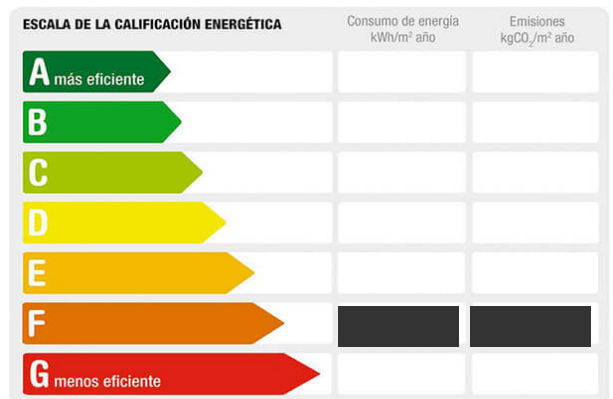 ESCALA DE LA CALIFICACIÓN ENERGÉTICA
Consumo de energía
kWh/m² año
Emisiones
kgCO₂/m² año
A más eficiente
B
C
D
E
F
G menos eficiente